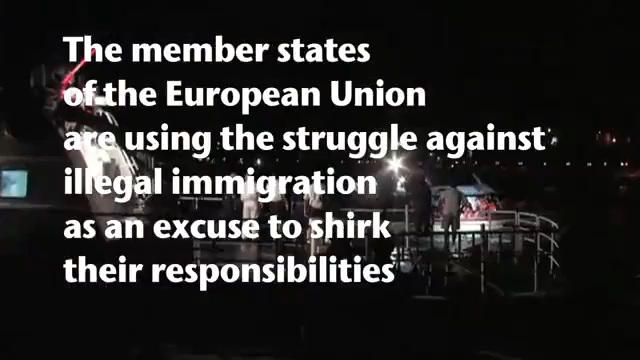 The member states
of the European Union
are using the struggle against
illegal immigration
as an excuse to shirk
their responsibilities